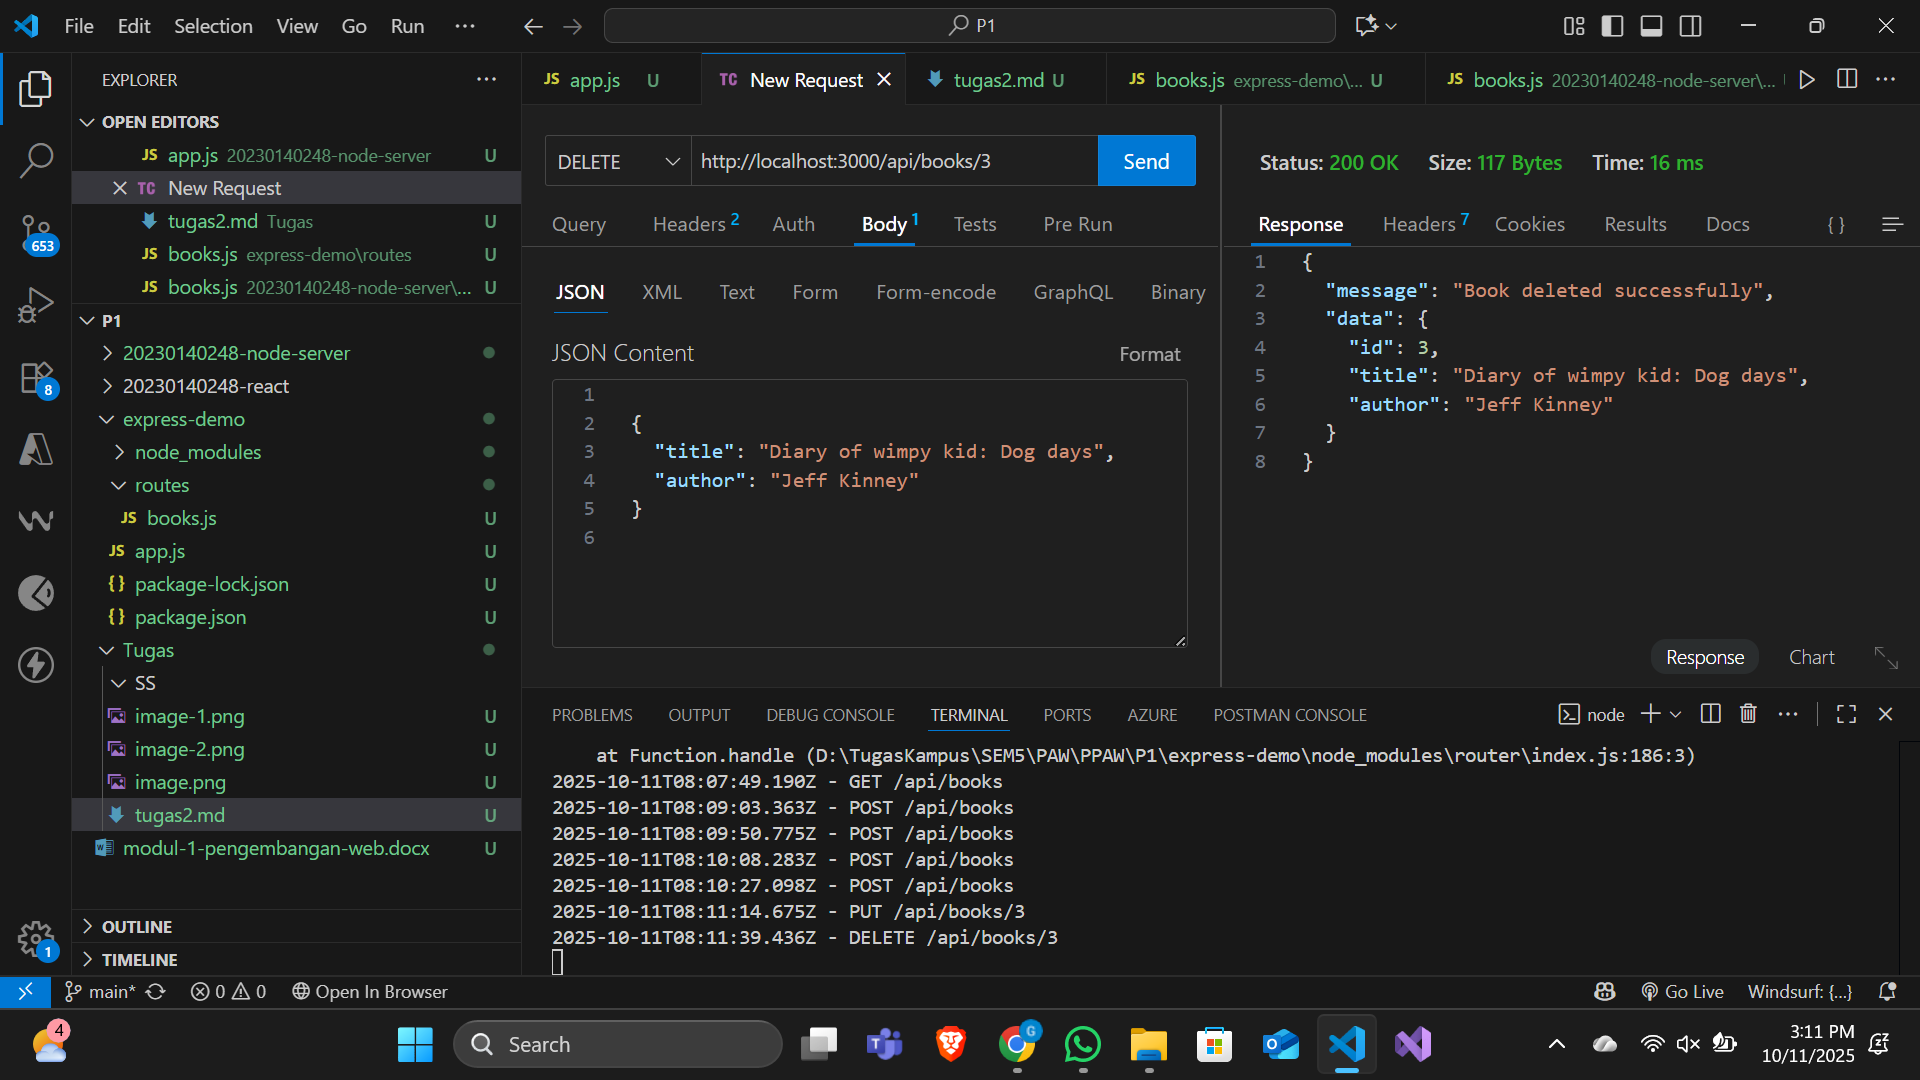 File Edit Selection View Go Run ···
P1
EXPLORER
OPEN EDITORS
JS app.js 20230140248-node-server U
TC New Request
tugas2.md Tugas U
JS books.js express-demo\routes U
JS books.js 20230140248-node-server\... U
P1
20230140248-node-server
20230140248-react
express-demo
node_modules
routes
JS books.js U
JS app.js U
{} package-lock.json U
{} package.json U
Tugas
SS
image-1.png U
image-2.png U
image.png U
tugas2.md U
modul-1-pengembangan-web.docx U
OUTLINE
TIMELINE
653
8
1
JS app.js U
TC New Request
tugas2.md U
JS books.js express-demo\... U
JS books.js 20230140248-node-server\...
DELETE http://localhost:3000/api/books/3 Send
Query Headers 2 Auth Body 1 Tests Pre Run
JSON XML Text Form Form-encode GraphQL Binary
JSON Content Format
1
2 {
3 "title": "Diary of wimpy kid: Dog days",
4 "author": "Jeff Kinney"
5 }
6
Status: 200 OK Size: 117 Bytes Time: 16 ms
Response Headers 7 Cookies Results Docs { }
1 {
2 "message": "Book deleted successfully",
3 "data": {
4 "id": 3,
5 "title": "Diary of wimpy kid: Dog days",
6 "author": "Jeff Kinney"
7 }
8 }
Response Chart
PROBLEMS OUTPUT DEBUG CONSOLE TERMINAL PORTS AZURE POSTMAN CONSOLE node
at Function.handle (D:\TugasKampus\SEM5\PAW\PPAW\P1\express-demo\node_modules\router\index.js:186:3)
2025-10-11T08:07:49.190Z - GET /api/books
2025-10-11T08:09:03.363Z - POST /api/books
2025-10-11T08:09:50.775Z - POST /api/books
2025-10-11T08:10:08.283Z - POST /api/books
2025-10-11T08:10:27.098Z - POST /api/books
2025-10-11T08:11:14.675Z - PUT /api/books/3
2025-10-11T08:11:39.436Z - DELETE /api/books/3
main* 0 0 Open In Browser Go Live Windsurf: {...}
4
Search
G
3:11 PM
10/11/2025